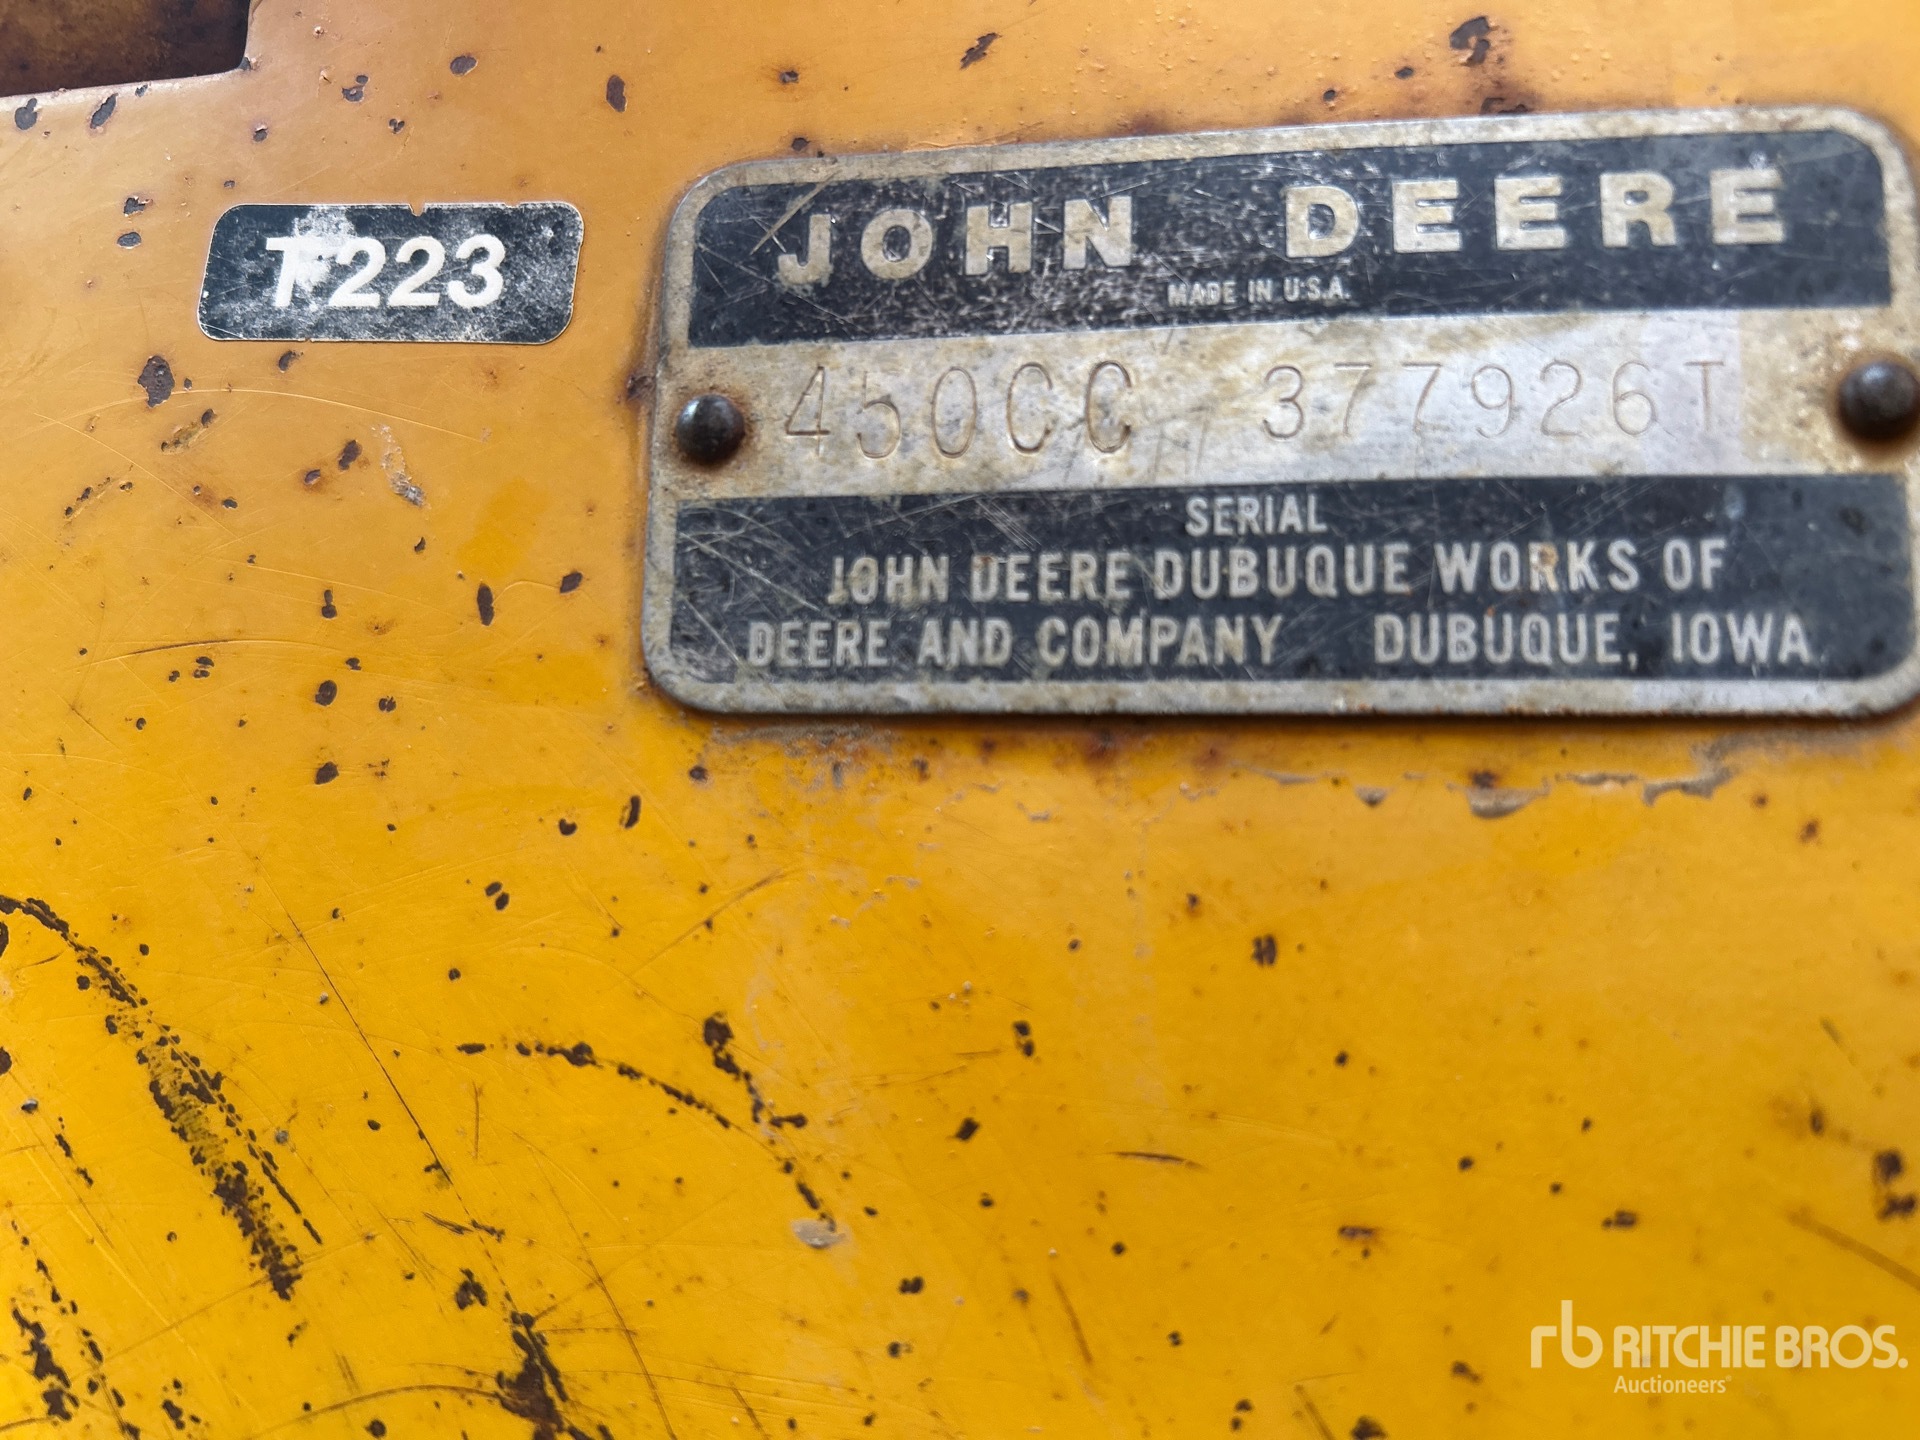 T223
JOHN DEERE
MADE IN U.S.A.
450CC 377926T
SERIAL
JOHN DEERE DUBUQUE WORKS OF
DEERE AND COMPANY DUBUQUE, IOWA
rb RITCHIE BROS.
Auctioneers